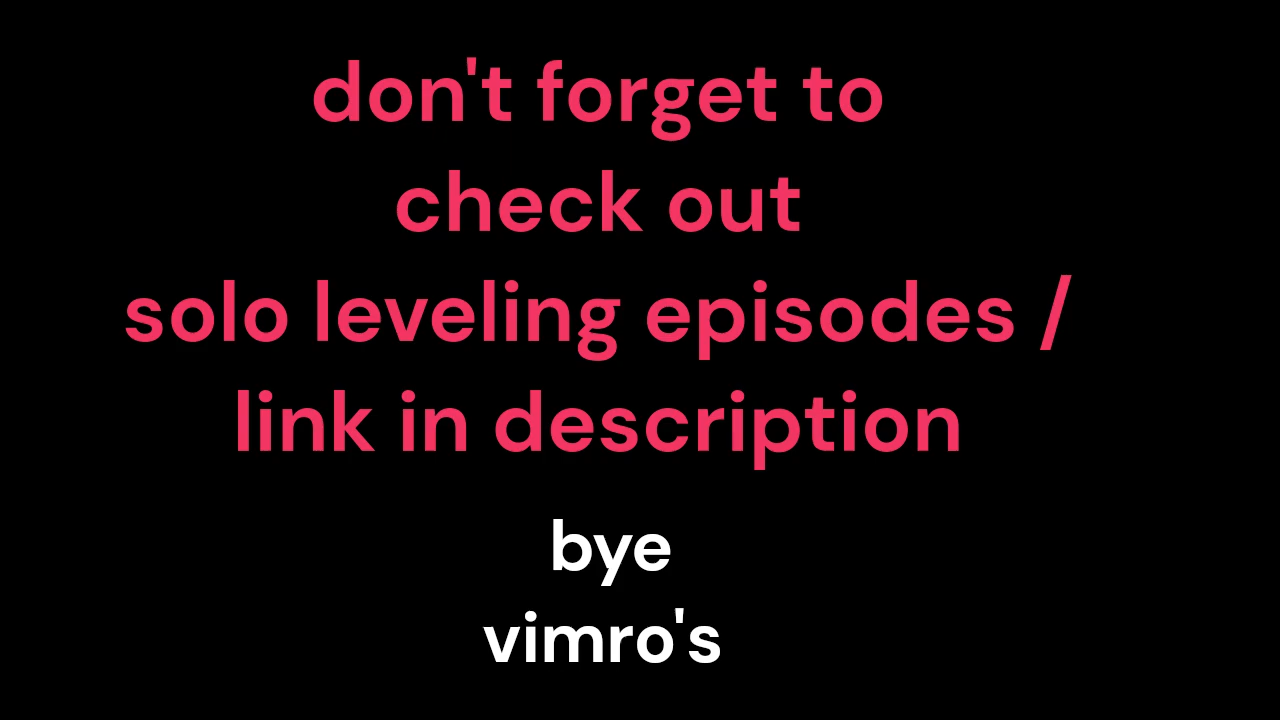 don't forget to
check out
solo leveling episodes /
link in description
bye
vimro's